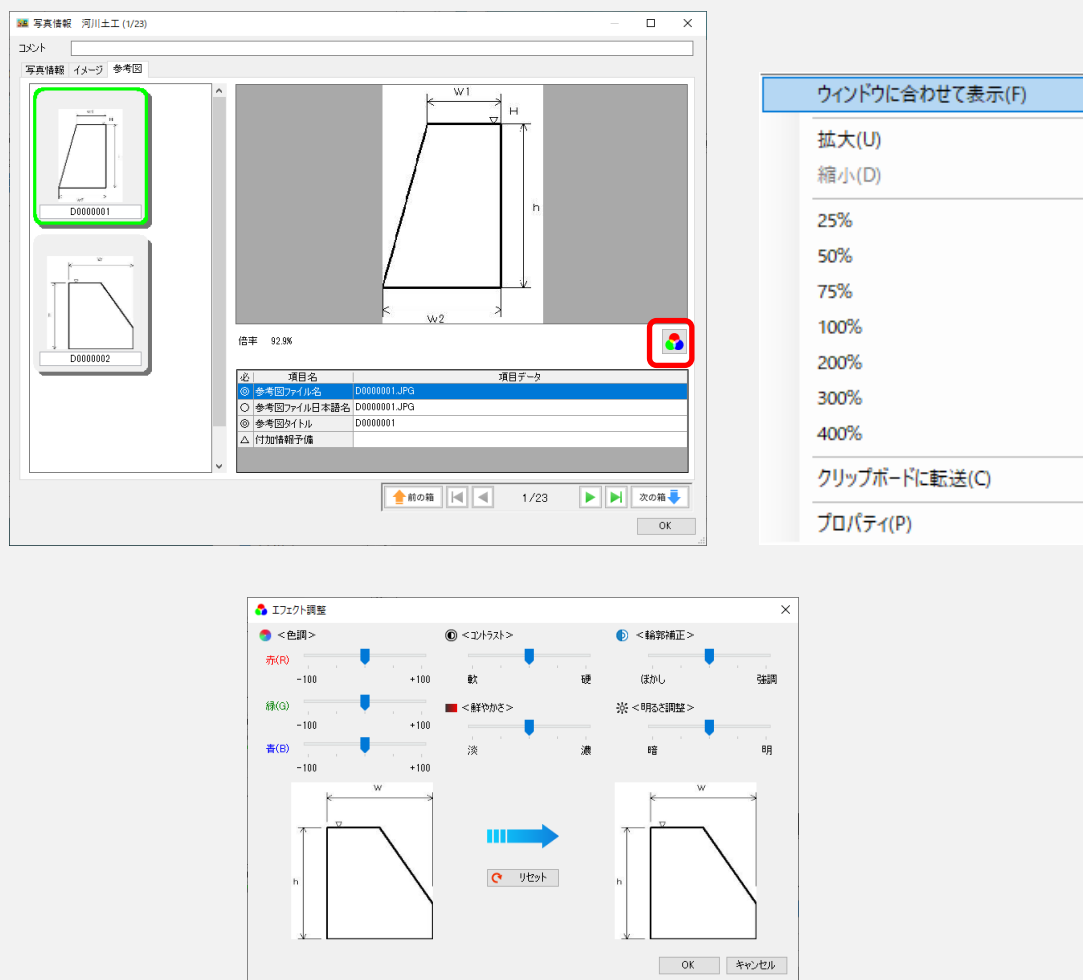 写真情報 河川土工 (1/23)
コメント
写真情報 イメージ 参考図
D0000001
D0000002
W1
H
h
W2
倍率 92.9%
必 項目名 項目データ
◎ 参考図ファイル名 D0000001.JPG
○ 参考図ファイル日本語名 D0000001.JPG
◎ 参考図タイトル D0000001
△ 付加情報予備
前の箱 1/23 次の箱
OK
ウィンドウに合わせて表示(F)
拡大(U)
縮小(D)
25%
50%
75%
100%
200%
300%
400%
クリップボードに転送(C)
プロパティ(P)
エフェクト調整
<色調> <コントラスト> <輪郭補正>
赤(R)
-100 +100 軟 硬 ぼかし 強調
緑(G) <鮮やかさ> <明るさ調整>
-100 +100
青(B) 淡 濃 暗 明
-100 +100
W W
h h
リセット
OK キャンセル